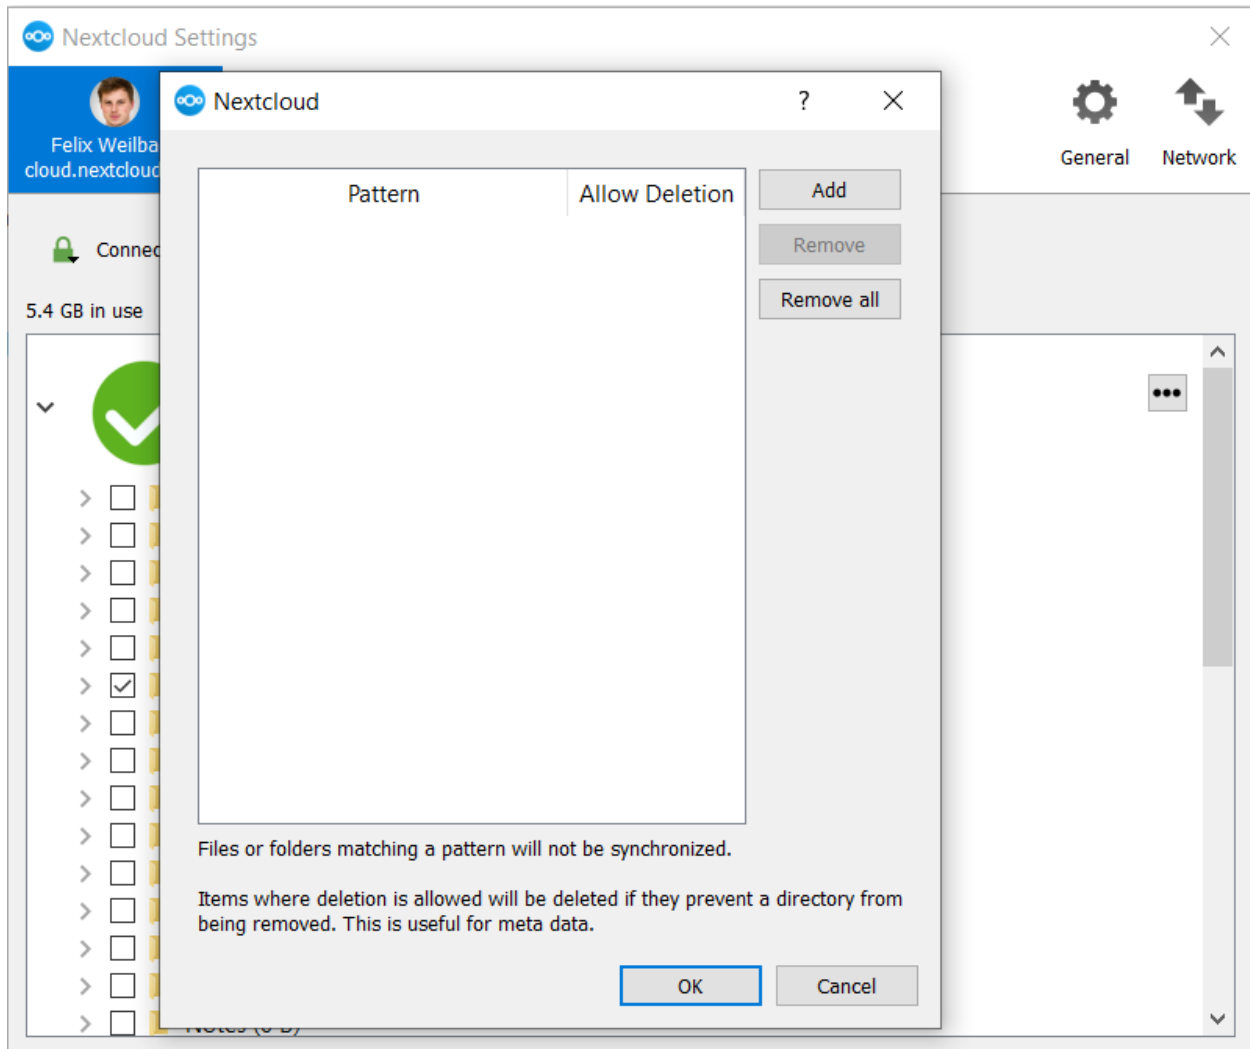 Nextcloud Settings
Felix Weilba
cloud.nextcloud
General
Network
Connec
5.4 GB in use
Nextcloud
?
Pattern
Allow Deletion
Add
Remove
Remove all
Files or folders matching a pattern will not be synchronized.
Items where deletion is allowed will be deleted if they prevent a directory from
being removed. This is useful for meta data.
OK
Cancel